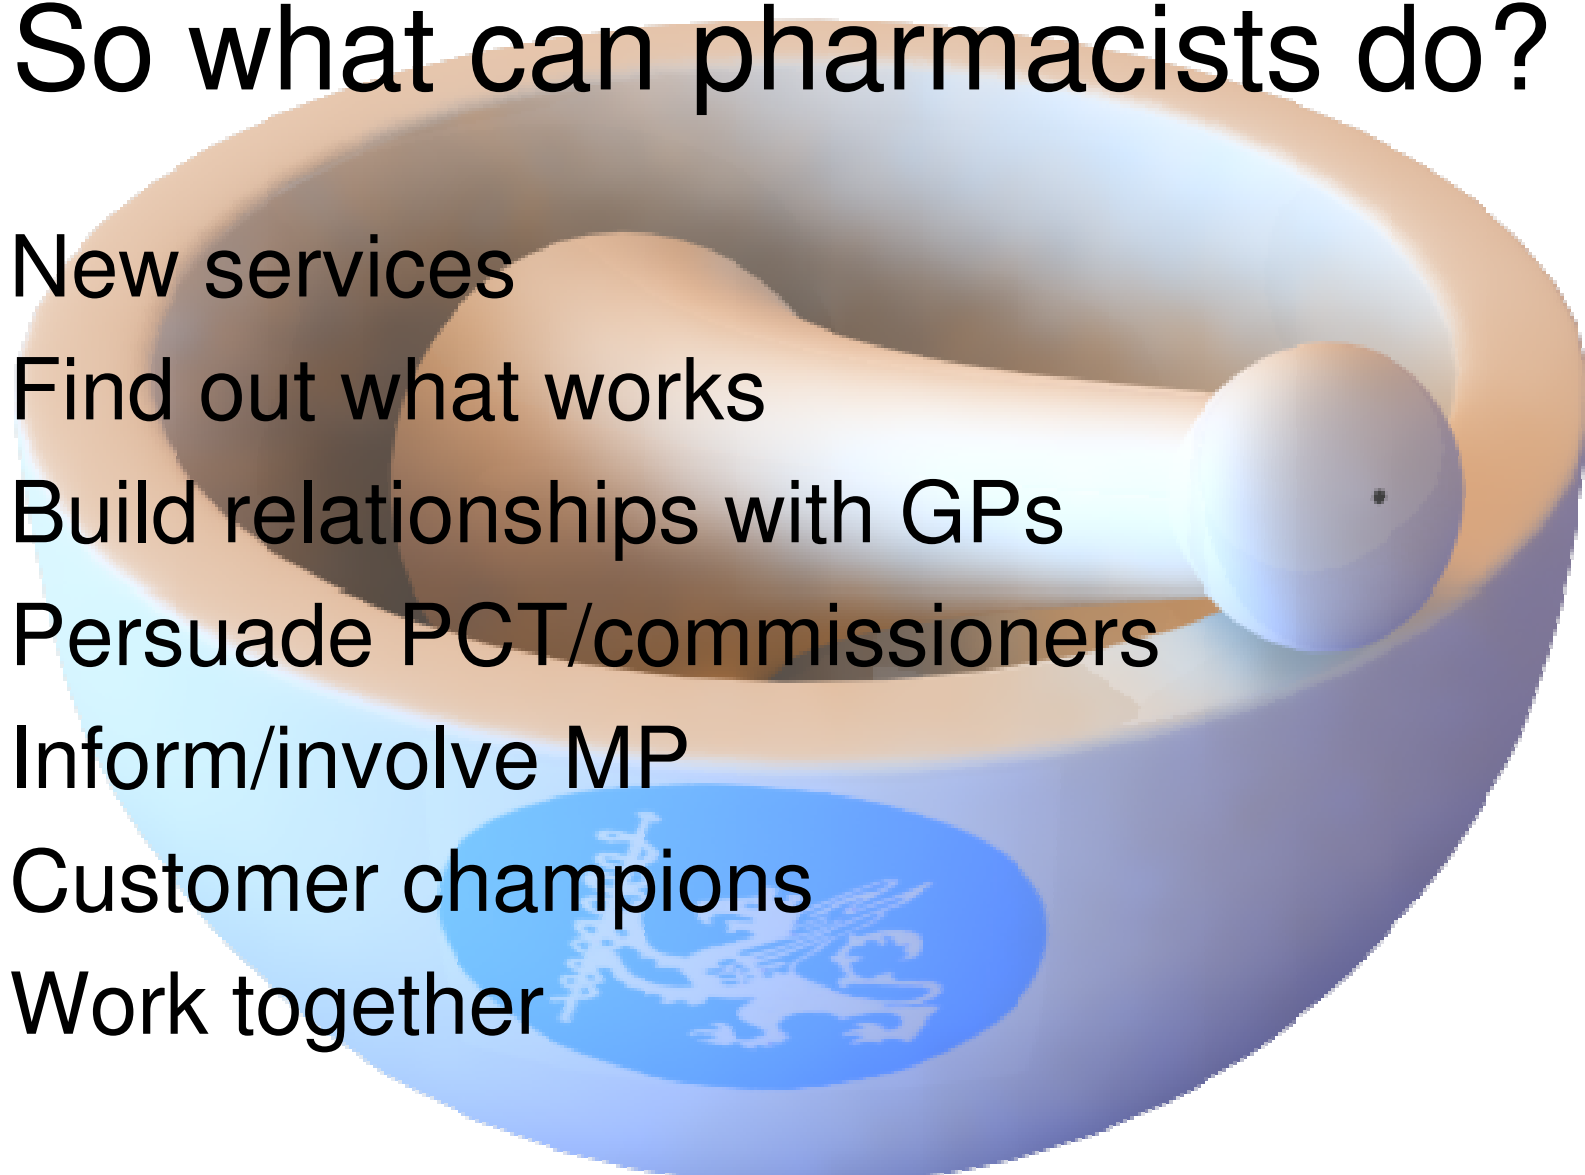 So what can pharmacists do?
New services
Find out what works
Build relationships with GPs
Persuade PCT/commissioners
Inform/involve MP
Customer champions
Work together